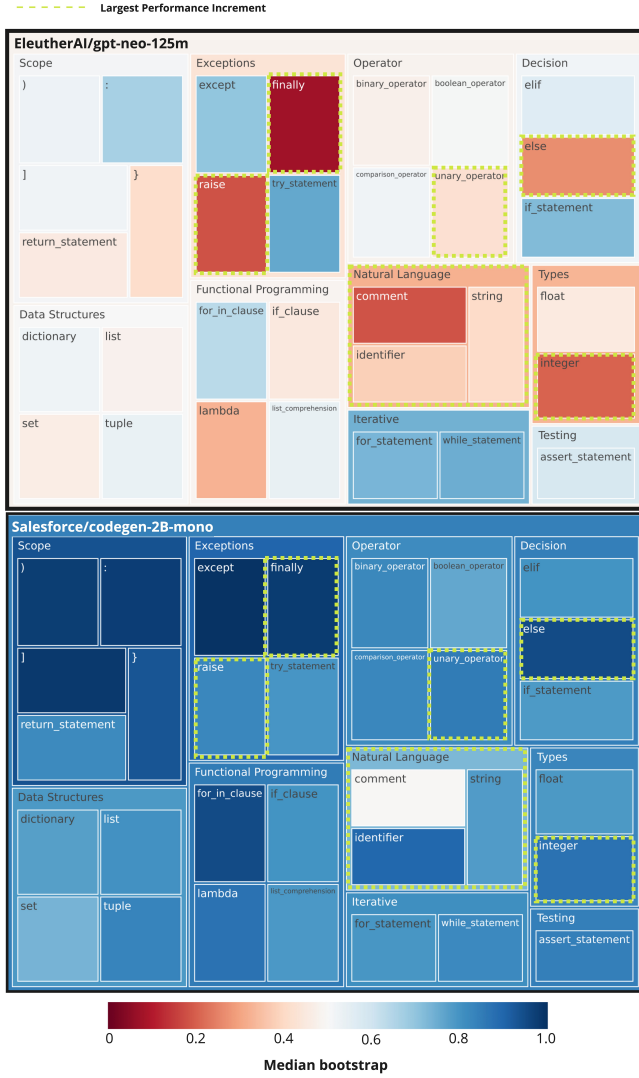 Largest Performance Increment
EleutherAI/gpt-neo-125m
Scope
)
:
]
}
return_statement
Exceptions
except
finally
raise
try_statement
Operator
binary_operator
boolean_operator
comparison_operator
unary_operator
Decision
elif
else
if_statement
Data Structures
dictionary
list
set
tuple
Functional Programming
for_in_clause
if_clause
lambda
list_comprehension
Natural Language
comment
string
identifier
Types
float
integer
Iterative
for_statement
while_statement
Testing
assert_statement
Salesforce/codegen-2B-mono
Scope
)
:
]
}
return_statement
Exceptions
except
finally
raise
try_statement
Operator
binary_operator
boolean_operator
comparison_operator
unary_operator
Decision
elif
else
if_statement
Data Structures
dictionary
list
set
tuple
Functional Programming
for_in_clause
if_clause
lambda
list_comprehension
Natural Language
comment
string
identifier
Types
float
integer
Iterative
for_statement
while_statement
Testing
assert_statement
0 0.2 0.4 0.6 0.8 1.0
Median bootstrap